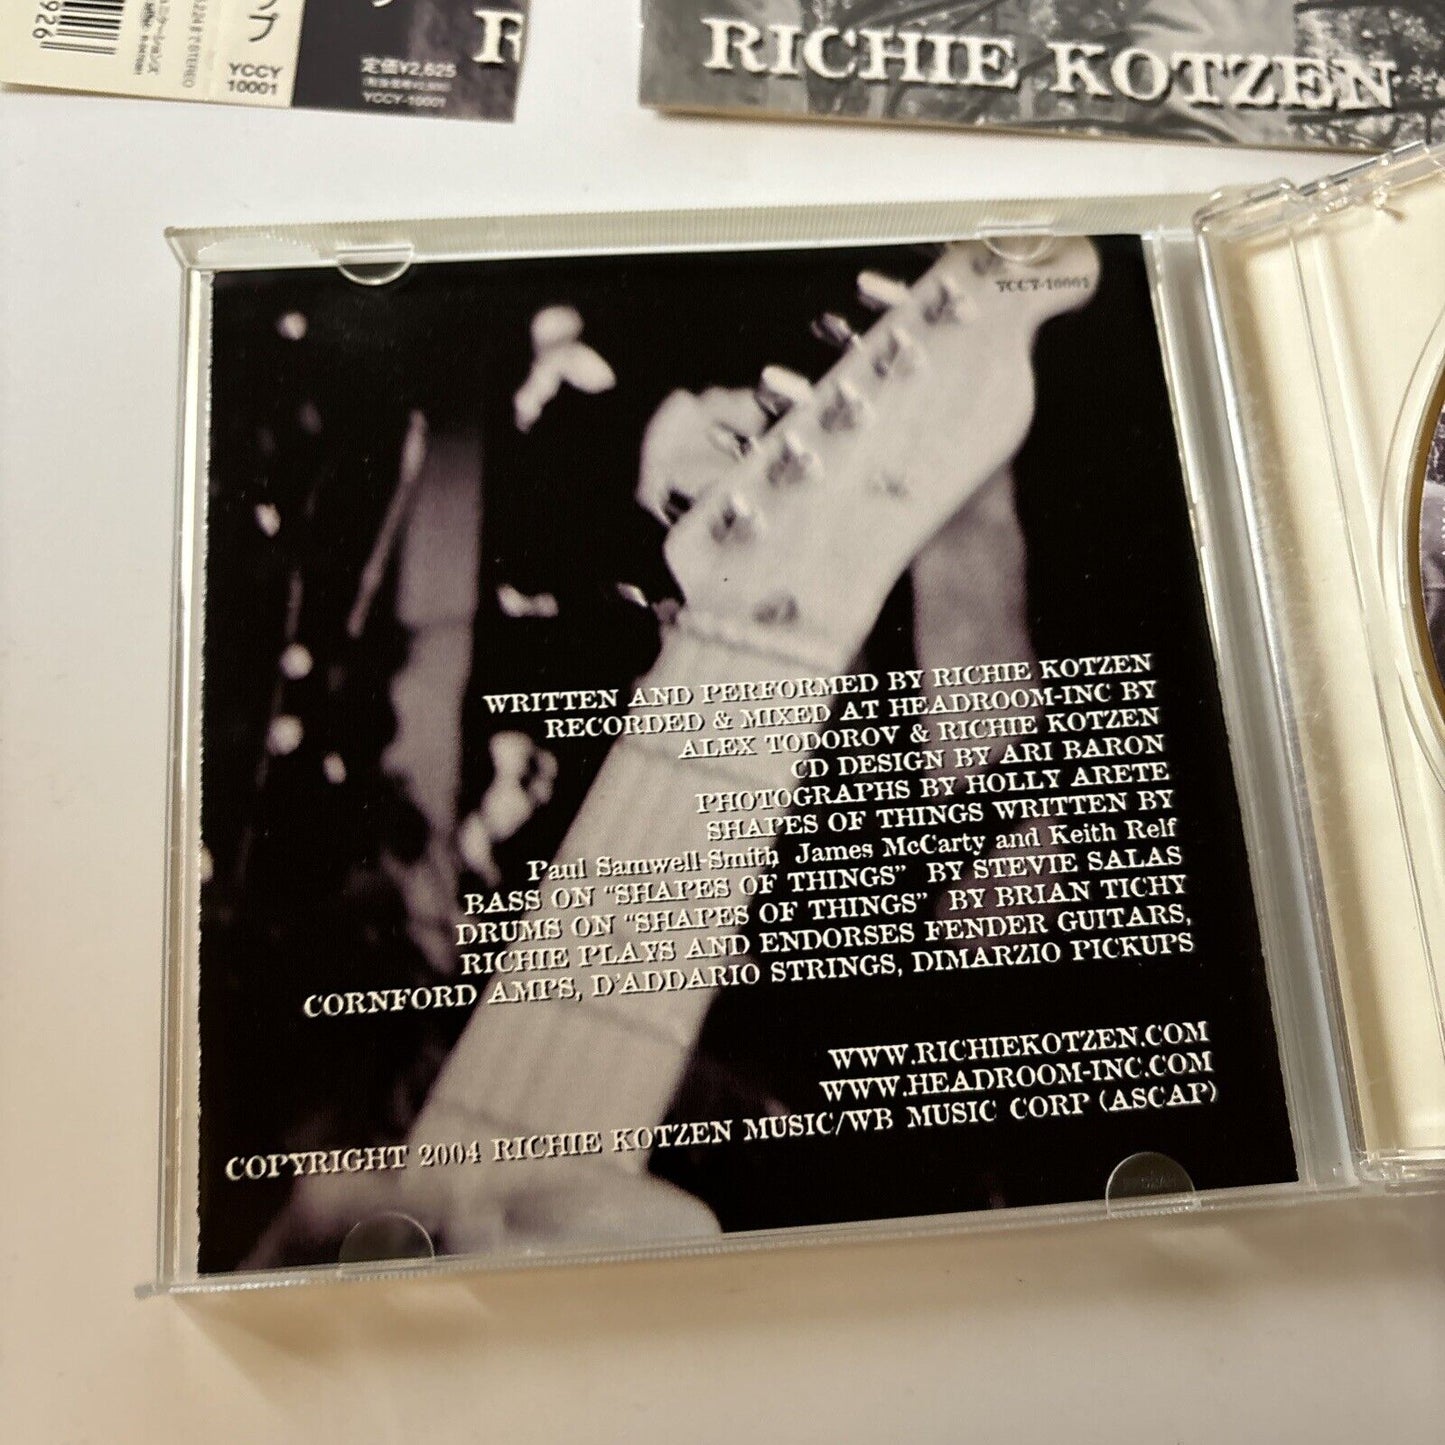 926
YCCY
10001
ブ
定価¥2,625
YCCY-10001
R
RICHIE KOTZEN
YCCY-10001
WRITTEN AND PERFORMED BY RICHIE KOTZEN
RECORDED & MIXED AT HEADROOM-INC BY
ALEX TODOROV & RICHIE KOTZEN
CD DESIGN BY ARI BARON
PHOTOGRAPHS BY HOLLY ARETE
SHAPES OF THINGS WRITTEN BY
Paul Samwell-Smith James McCarty and Keith Relf
BASS ON "SHAPES OF THINGS" BY STEVIE SALAS
DRUMS ON "SHAPES OF THINGS" BY BRIAN TICHY
RICHIE PLAYS AND ENDORSES FENDER GUITARS,
CORNFORD AMPS, D'ADDARIO STRINGS, DIMARZIO PICKUPS
WWW.RICHIEKOTZEN.COM
WWW.HEADROOM-INC.COM
COPYRIGHT 2004 RICHIE KOTZEN MUSIC/WB MUSIC CORP (ASCAP)